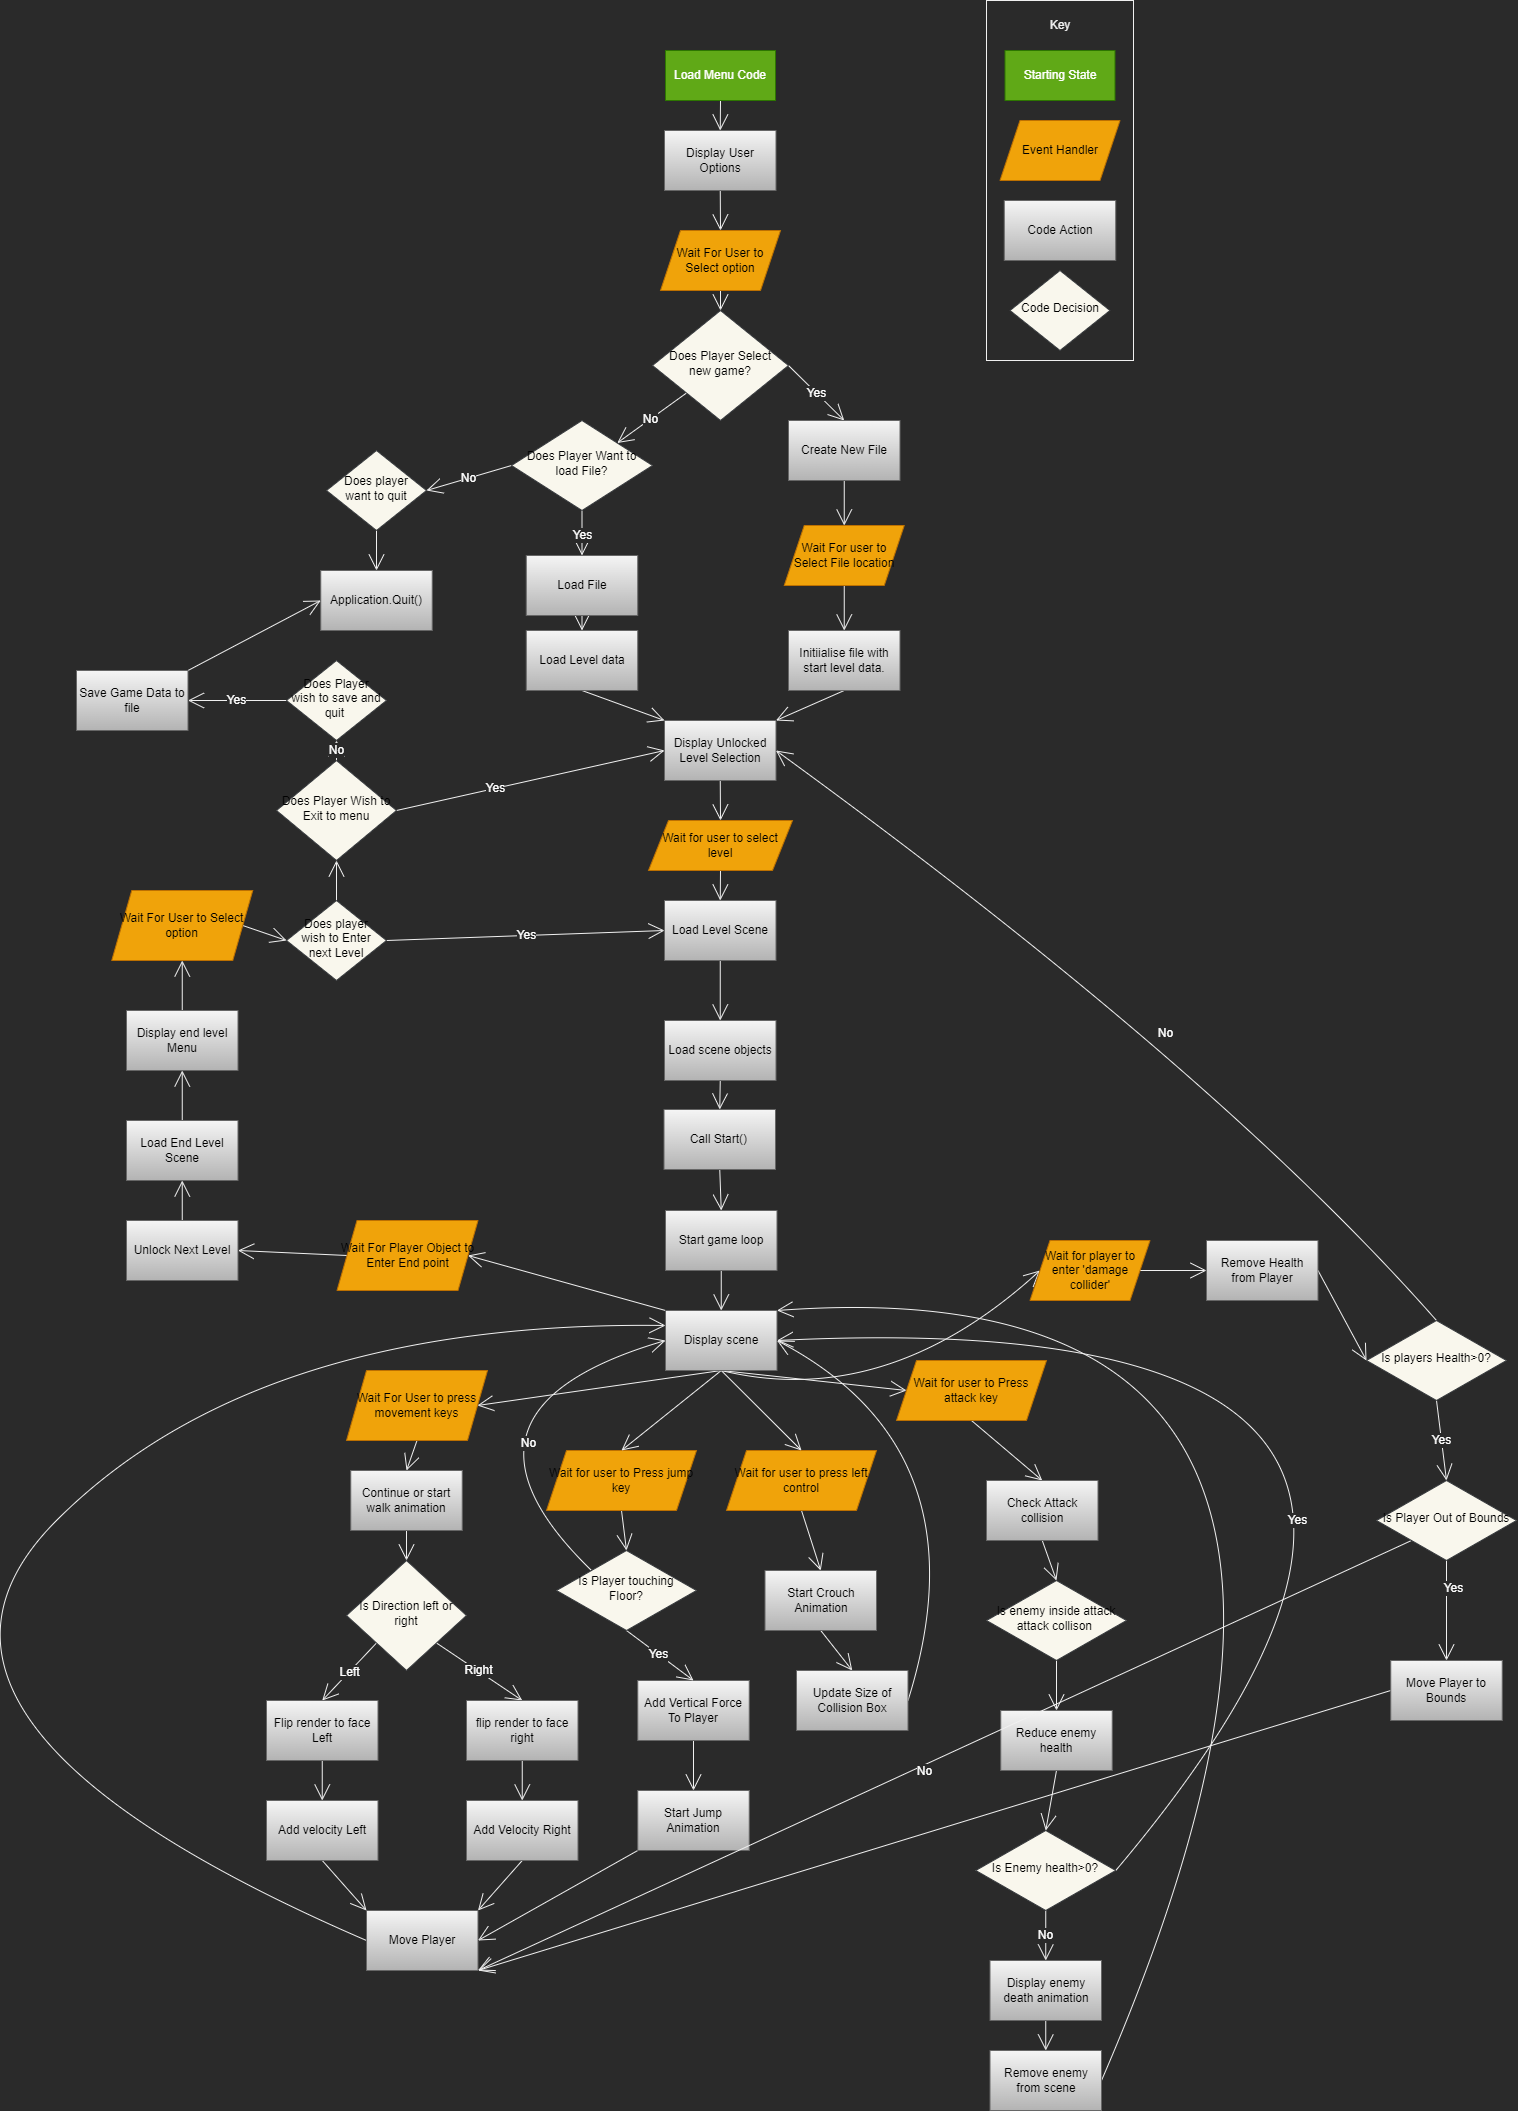 Key
Load Menu Code
Starting State
Display User
Options
Event Handler
Code Action
Wait For User to
Select option
Code Decision
Does Player Select
new game?
Yes
No
Create New File
Does Player Want to
load File?
No
Does player
want to quit
Yes
Wait For user to
Select File location
Load File
Application.Quit()
Load Level data
Initiialise file with
start level data.
Save Game Data to
file
Yes
Does Player
wish to save and
quit
No
Display Unlocked
Level Selection
Yes
Does Player Wish to
Exit to menu
Wait for user to select
level
Wait For User to Select
option
Does player
wish to Enter
next Level
Yes
Load Level Scene
Display end level
Menu
No
Load scene objects
Load End Level
Scene
Call Start()
Unlock Next Level
Wait For Player Object to
Enter End point
Start game loop
Wait for player to
enter 'damage
collider'
Remove Health
from Player
Display scene
Is players Health>0?
Wait For User to press
movement keys
Wait for user to Press
attack key
No
Yes
Wait for user to Press jump
key
Wait for user to press left
control
Continue or start
walk animation
Check Attack
collision
Yes
Is Player Out of Bounds
Is Player touching
Floor?
Start Crouch
Animation
Yes
Is Direction left or
right
Is enemy inside attack
attack collison
Yes
Left
Right
Update Size of
Collision Box
Move Player to
Bounds
Add Vertical Force
To Player
Flip render to face
Left
flip render to face
right
Reduce enemy
health
No
Start Jump
Animation
Add velocity Left
Add Velocity Right
Is Enemy health>0?
Move Player
No
Display enemy
death animation
Remove enemy
from scene